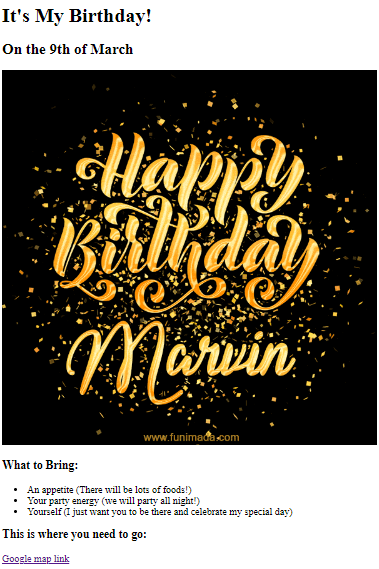 It's My Birthday!
On the 9th of March
Happy
Birthday
Marvin
www.funimada.com
What to Bring:
An appetite (There will be lots of foods!)
Your party energy (we will party all night!)
Yourself (I just want you to be there and celebrate my special day)
This is where you need to go:
Google map link